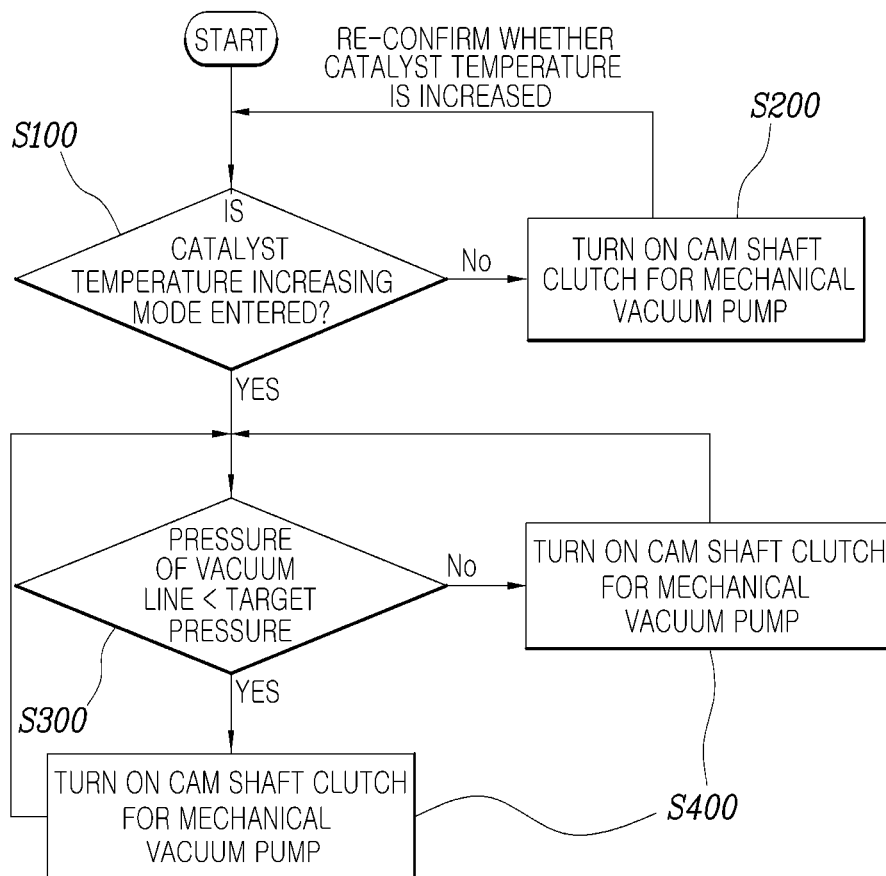 START
RE-CONFIRM WHETHER
CATALYST TEMPERATURE
IS INCREASED
S100
S200
IS
CATALYST
TEMPERATURE INCREASING
MODE ENTERED?
No
TURN ON CAM SHAFT
CLUTCH FOR MECHANICAL
VACUUM PUMP
YES
PRESSURE
OF VACUUM
LINE < TARGET
PRESSURE
No
TURN ON CAM SHAFT CLUTCH
FOR MECHANICAL
VACUUM PUMP
YES
S300
TURN ON CAM SHAFT CLUTCH
FOR MECHANICAL
VACUUM PUMP
S400